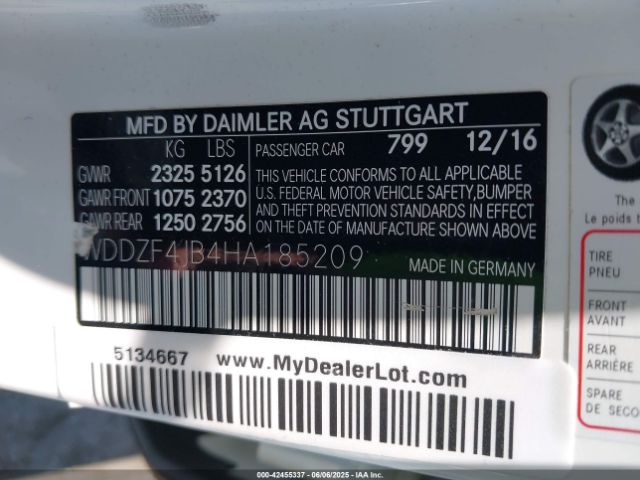 MFD BY DAIMLER AG STUTTGART
KG LBS
GVWR 2325 5126
GAWR FRONT 1075 2370
GAWR REAR 1250 2756
PASSENGER CAR 799 12/16
THIS VEHICLE CONFORMS TO ALL APPLICABLE
U.S. FEDERAL MOTOR VEHICLE SAFETY, BUMPER
AND THEFT PREVENTION STANDARDS IN EFFECT
ON THE DATE OF MANUFACTURE SHOWN ABOVE
WDDZF4JB4HA185209
MADE IN GERMANY
5134667 www.MyDealerLot.com
The
Le poids t
TIRE
PNEU
FRONT
AVANT
REAR
ARRIÈRE
SPARE
DE SECO
000-42455337 - 06/06/2025 - IAAI.COM